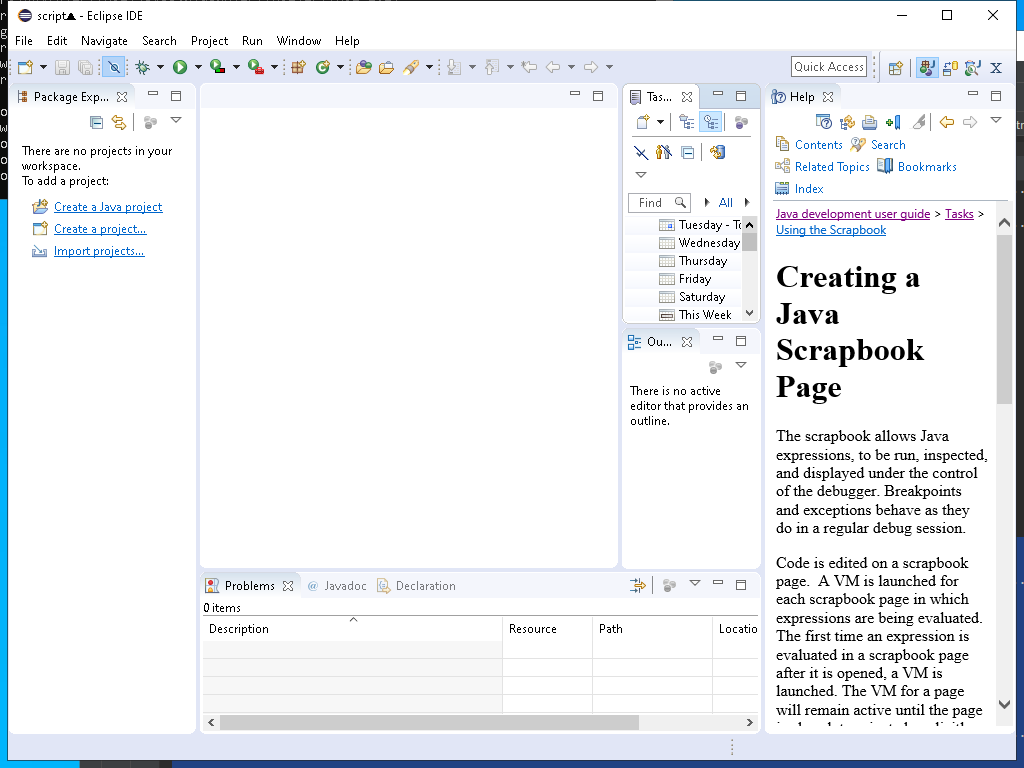 script▲ - Eclipse IDE
File Edit Navigate Search Project Run Window Help
Quick Access
Package Exp...
There are no projects in your
workspace.
To add a project:
Create a Java project
Create a project...
Import projects...
Tas...
Find
All
Tuesday - To
Wednesday
Thursday
Friday
Saturday
This Week
Ou...
There is no active
editor that provides an
outline.
Problems @ Javadoc Declaration
0 items
Description Resource Path Locatio
Help
Contents Search
Related Topics Bookmarks
Index
Java development user guide > Tasks >
Using the Scrapbook
Creating a
Java
Scrapbook
Page
The scrapbook allows Java
expressions, to be run, inspected,
and displayed under the control
of the debugger. Breakpoints
and exceptions behave as they
do in a regular debug session.
Code is edited on a scrapbook
page. A VM is launched for
each scrapbook page in which
expressions are being evaluated.
The first time an expression is
evaluated in a scrapbook page
after it is opened, a VM is
launched. The VM for a page
will remain active until the page